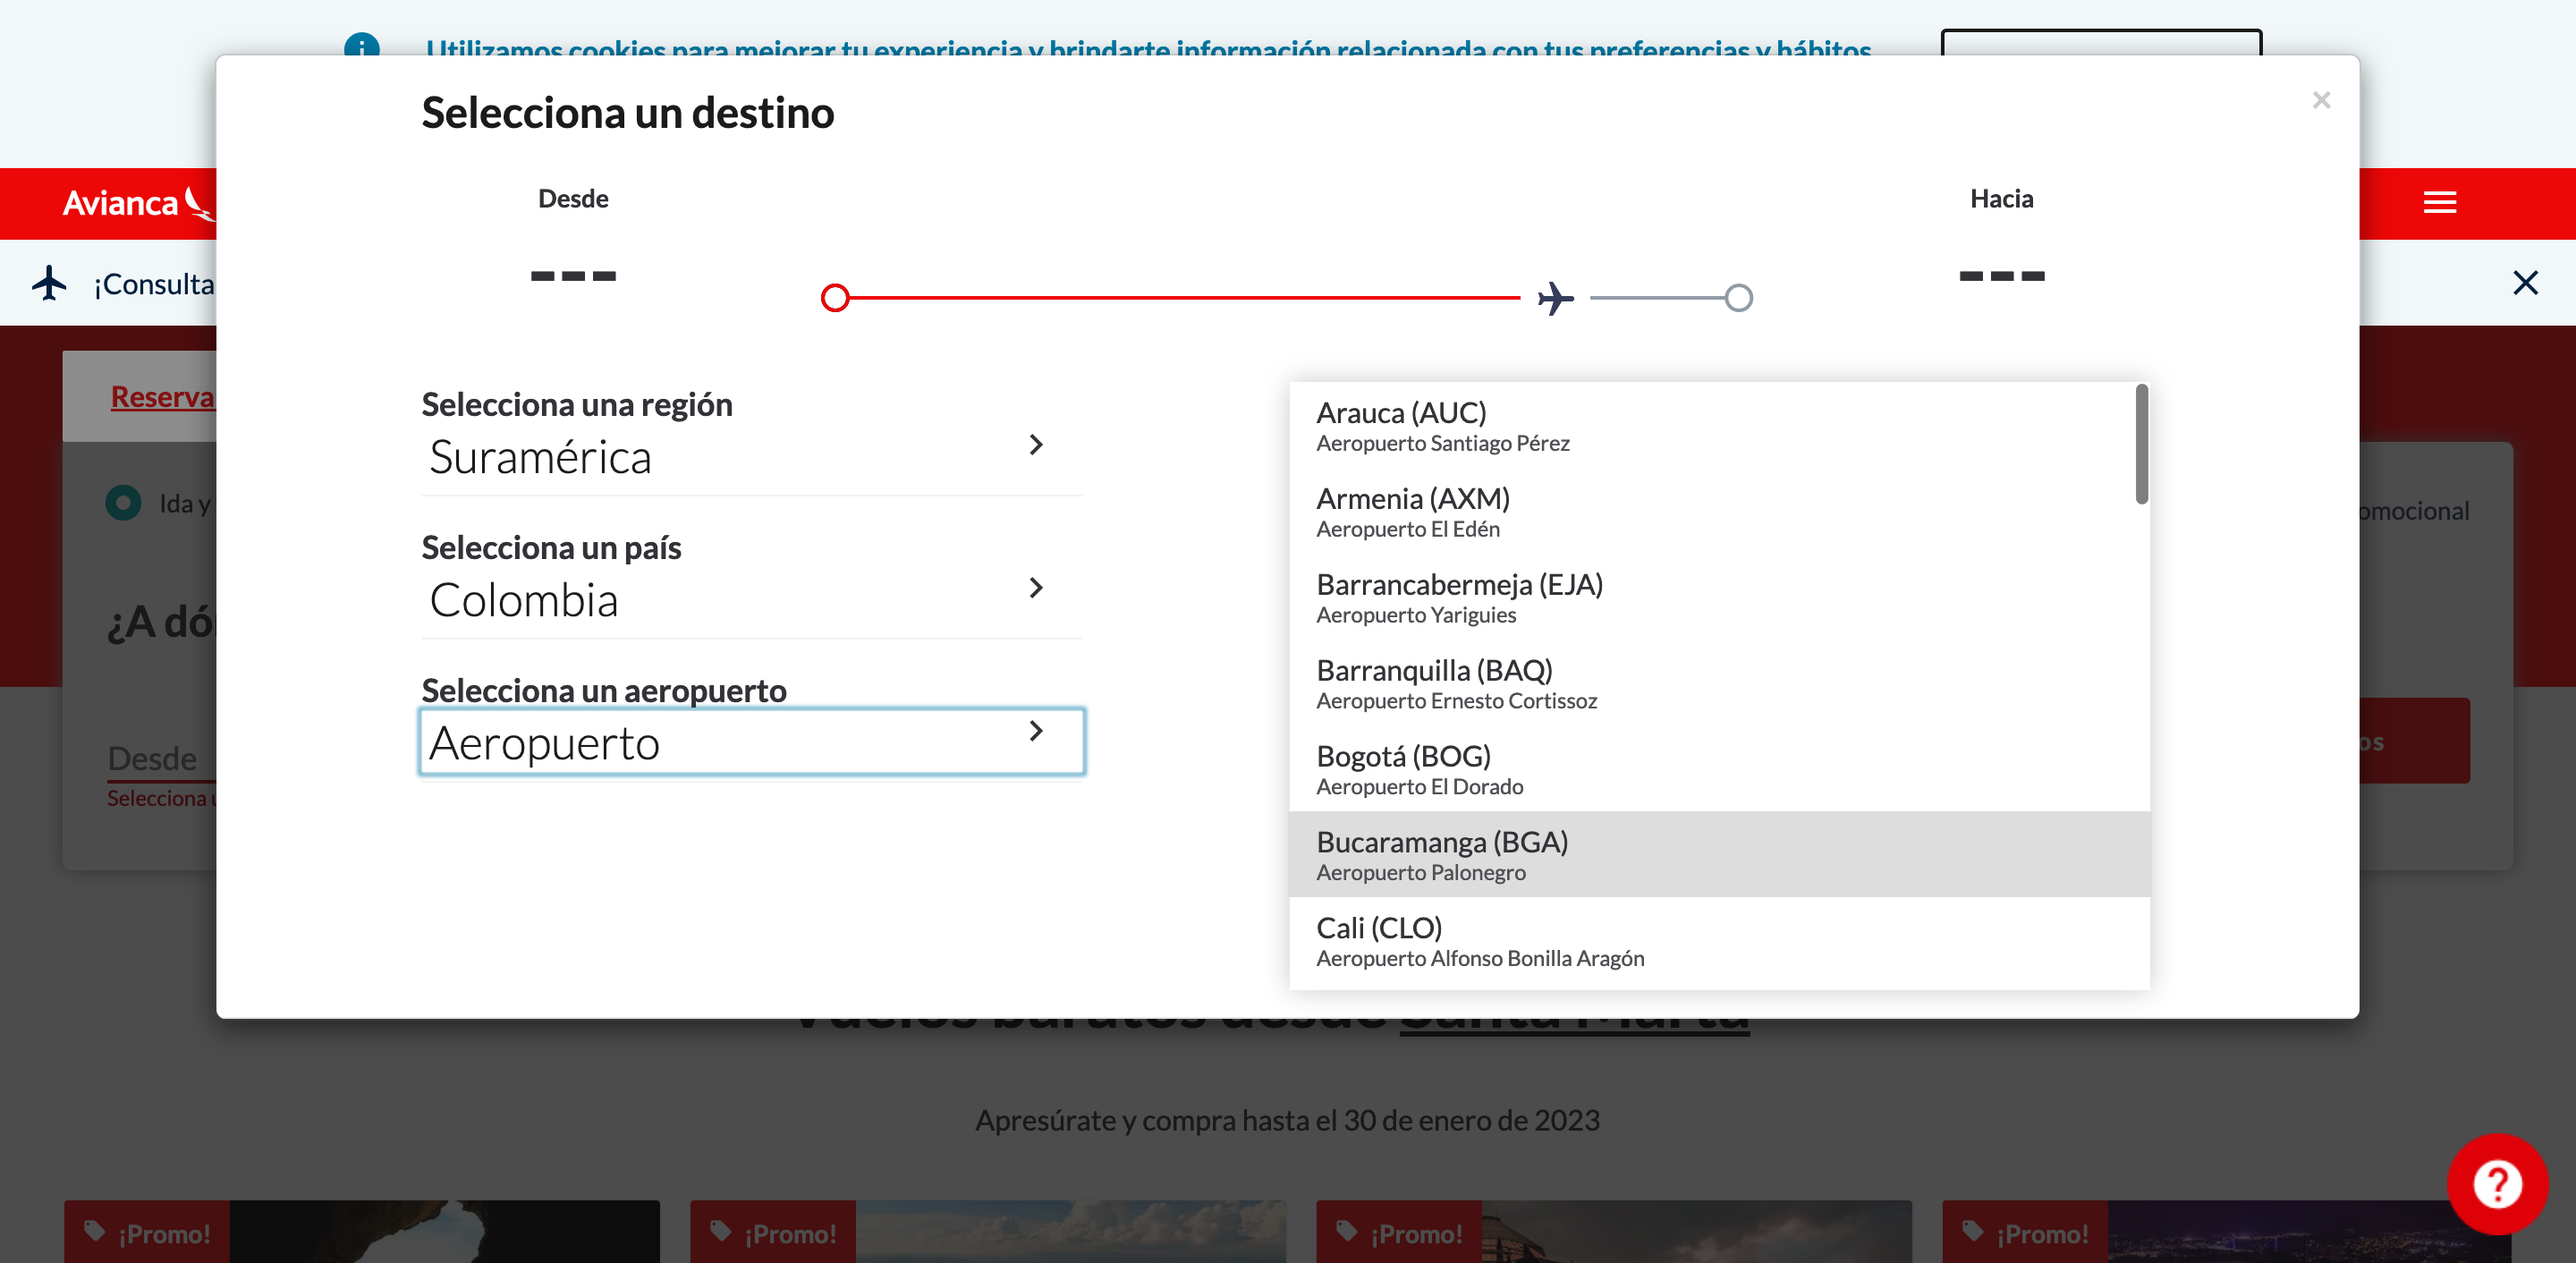 Utilizamos cookies para mejorar tu experiencia y brindarte información relacionada con tus preferencias y hábitos
Selecciona un destino
×
Desde
Hacia
Avianca
---
---
¡Consulta
Reserva
Selecciona una región
Suramérica
Selecciona un país
Colombia
Selecciona un aeropuerto
Aeropuerto
Arauca (AUC)
Aeropuerto Santiago Pérez
Armenia (AXM)
Aeropuerto El Edén
Barrancabermeja (EJA)
Aeropuerto Yariguies
Barranquilla (BAQ)
Aeropuerto Ernesto Cortissoz
Bogotá (BOG)
Aeropuerto El Dorado
Bucaramanga (BGA)
Aeropuerto Palonegro
Cali (CLO)
Aeropuerto Alfonso Bonilla Aragón
Ida y
omocional
¿A dó
Desde
Selecciona
os
Vuelos baratos desde Santa Marta
Apresúrate y compra hasta el 30 de enero de 2023
¡Promo!
¡Promo!
¡Promo!
¡Promo!
?